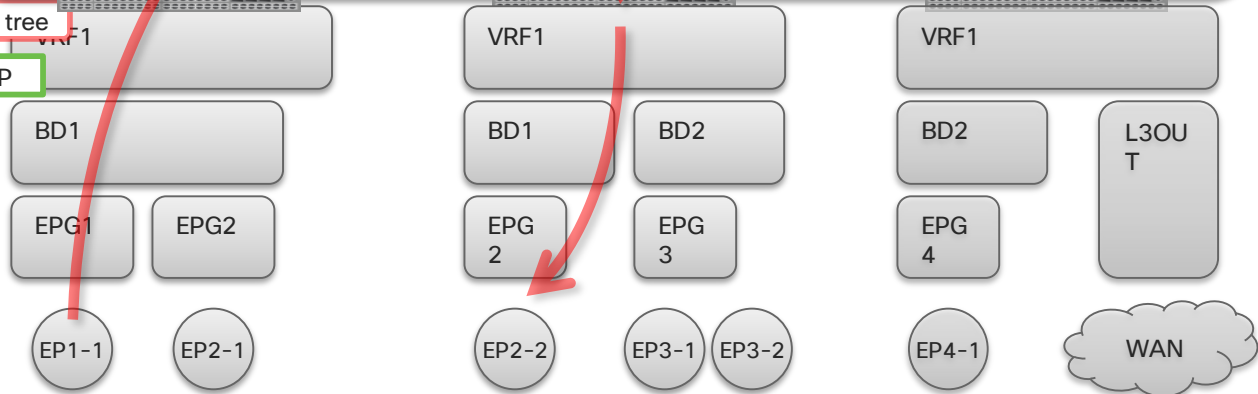 tree
VRF1
VRF1
VRF1
P
BD1
BD1
BD2
BD2
L3OU
T
EPG1
EPG2
EPG
2
EPG
3
EPG
4
EP1-1
EP2-1
EP2-2
EP3-1
EP3-2
EP4-1
WAN